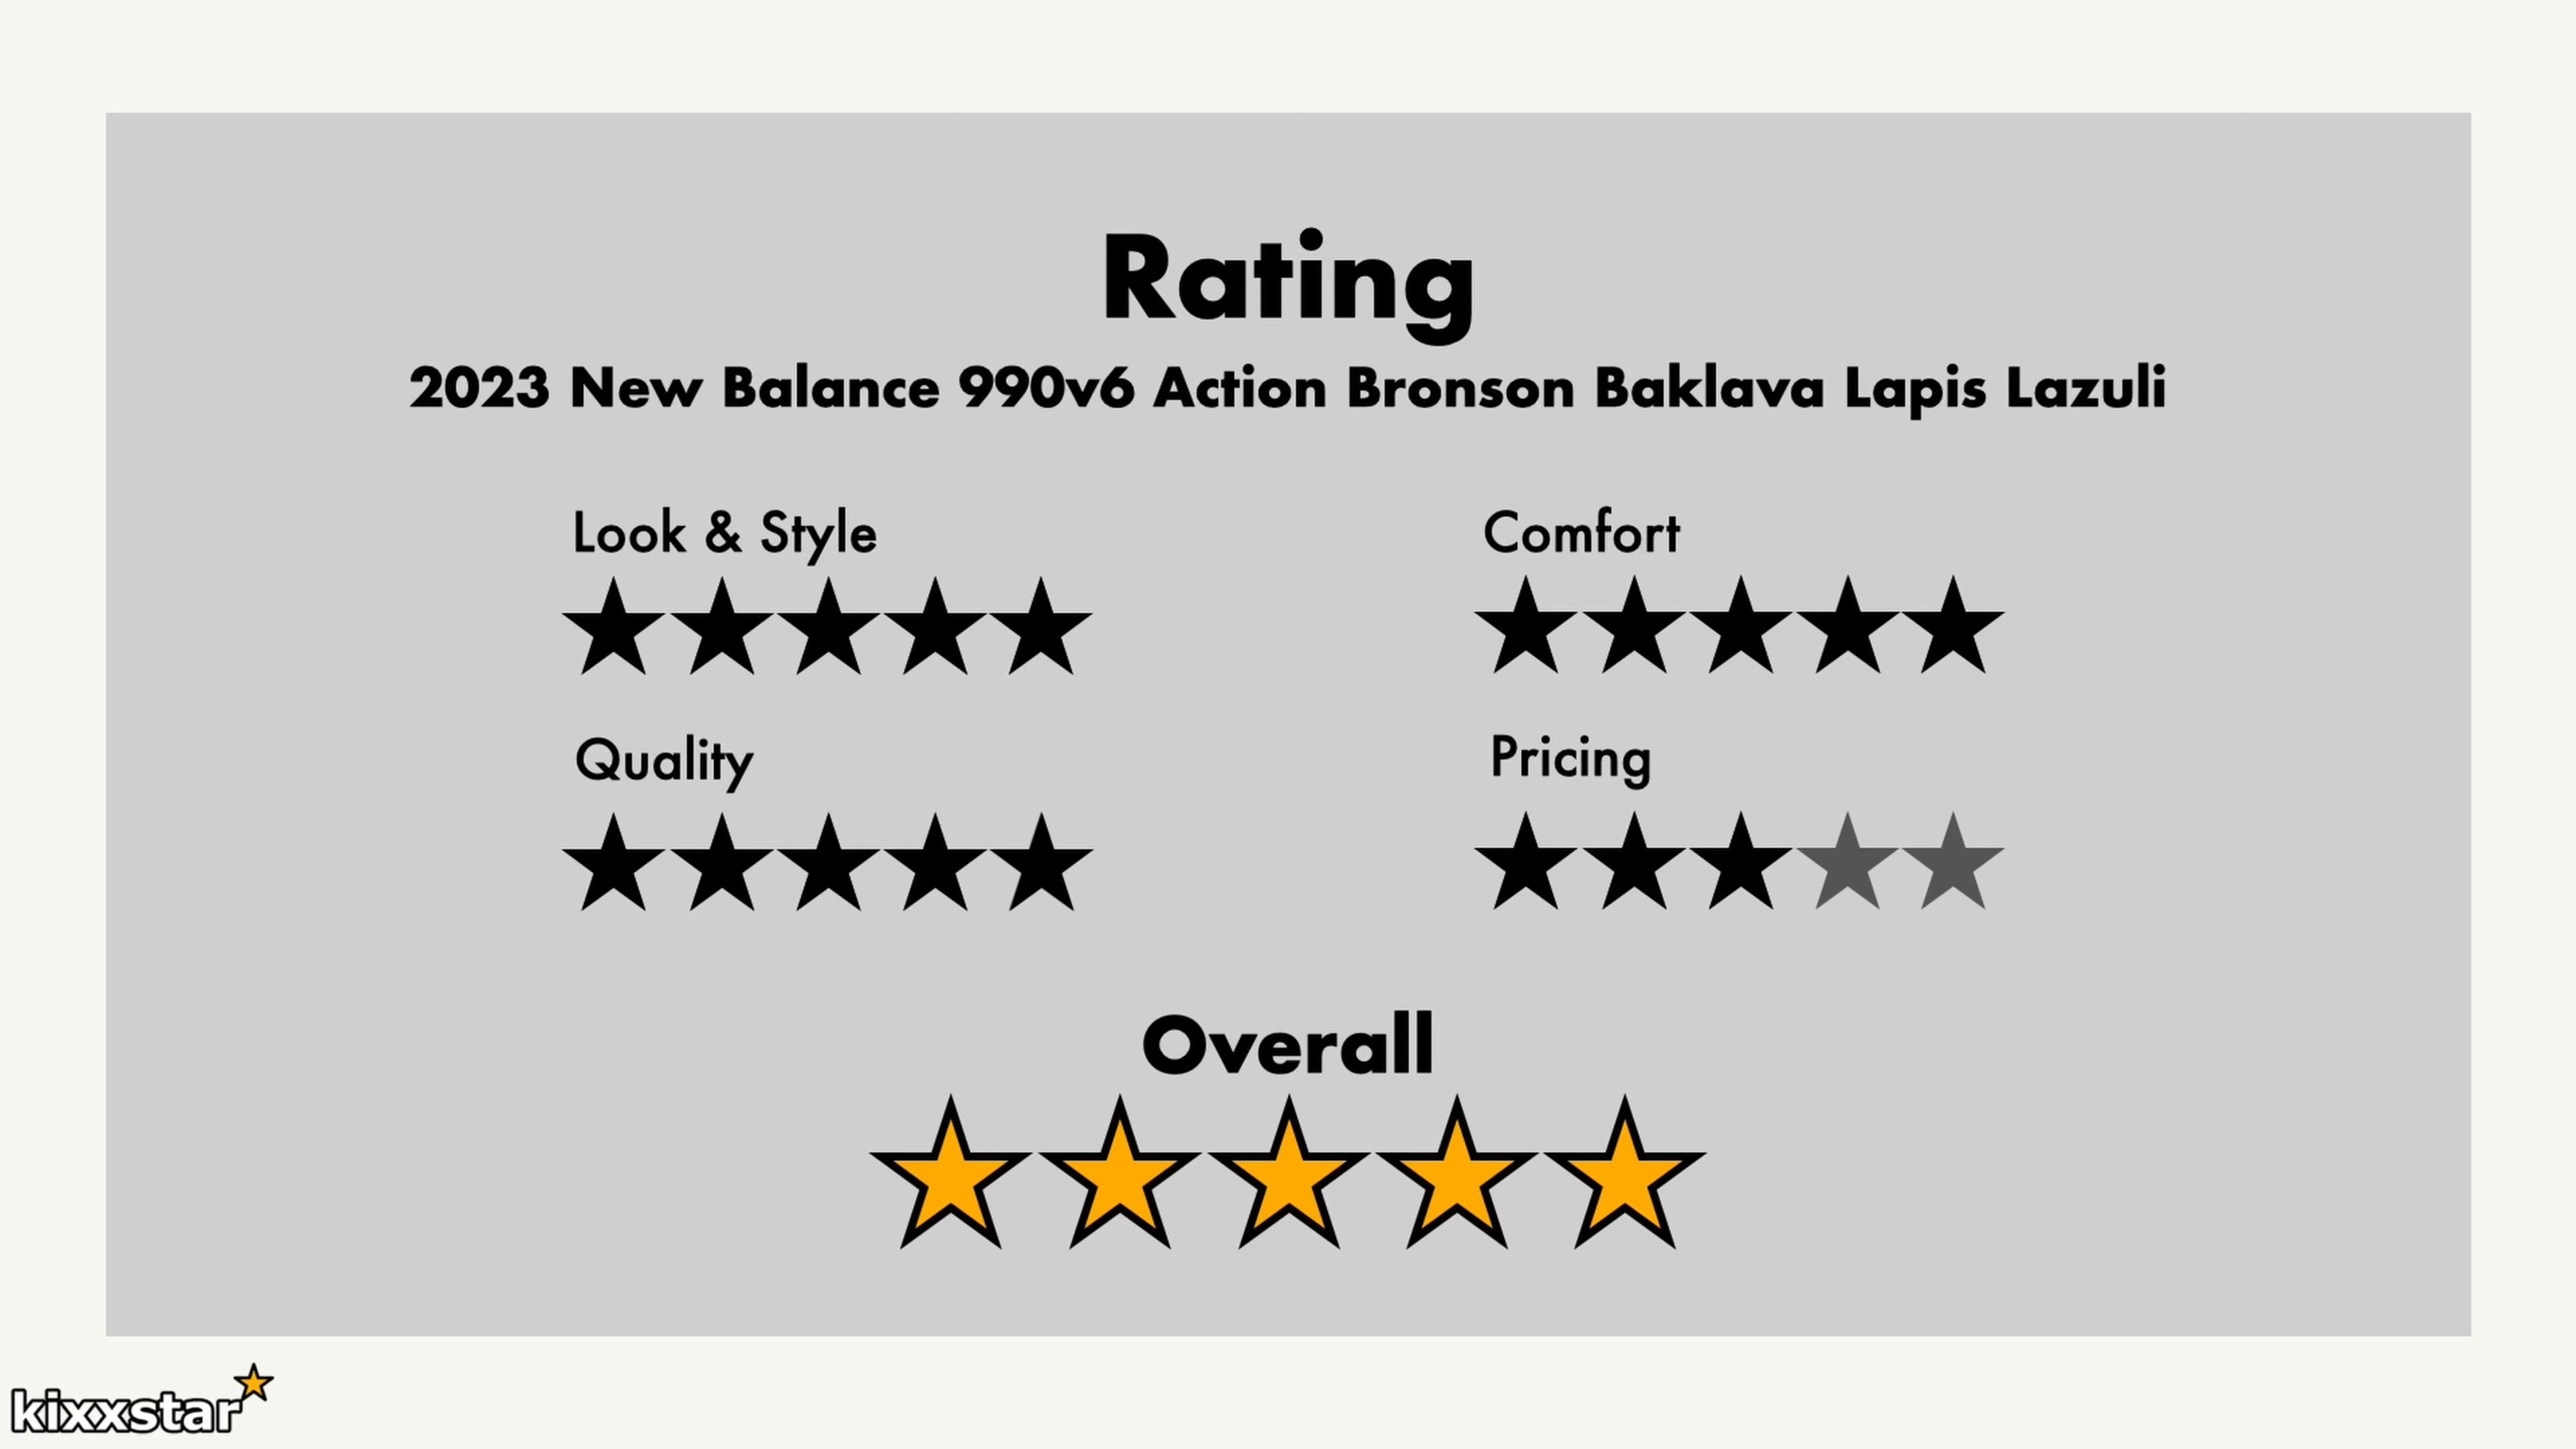 Rating
2023 New Balance 990v6 Action Bronson Baklava Lapis Lazuli
Look & Style
Comfort
Quality
Pricing
Overall
kixxstar